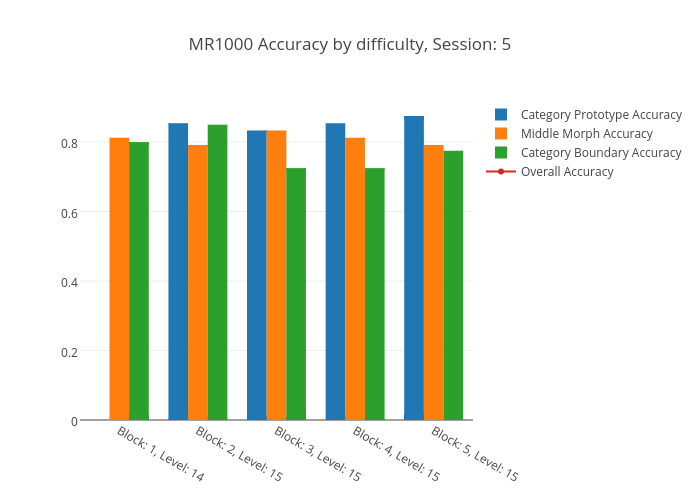 MR1000 Accuracy by difficulty, Session: 5
Category Prototype Accuracy
Middle Morph Accuracy
Category Boundary Accuracy
Overall Accuracy
0.8
0.6
0.4
0.2
0
Block: 1, Level: 14
Block: 2, Level: 15
Block: 3, Level: 15
Block: 4, Level: 15
Block: 5, Level: 15